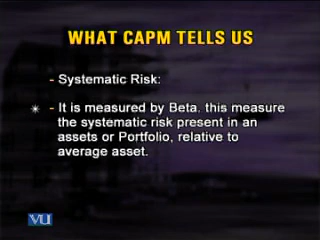 WHAT CAPM TELLS US
- Systematic Risk:
- It is measured by Beta. this measure
the systematic risk present in an
assets or Portfolio, relative to
average asset.
VU